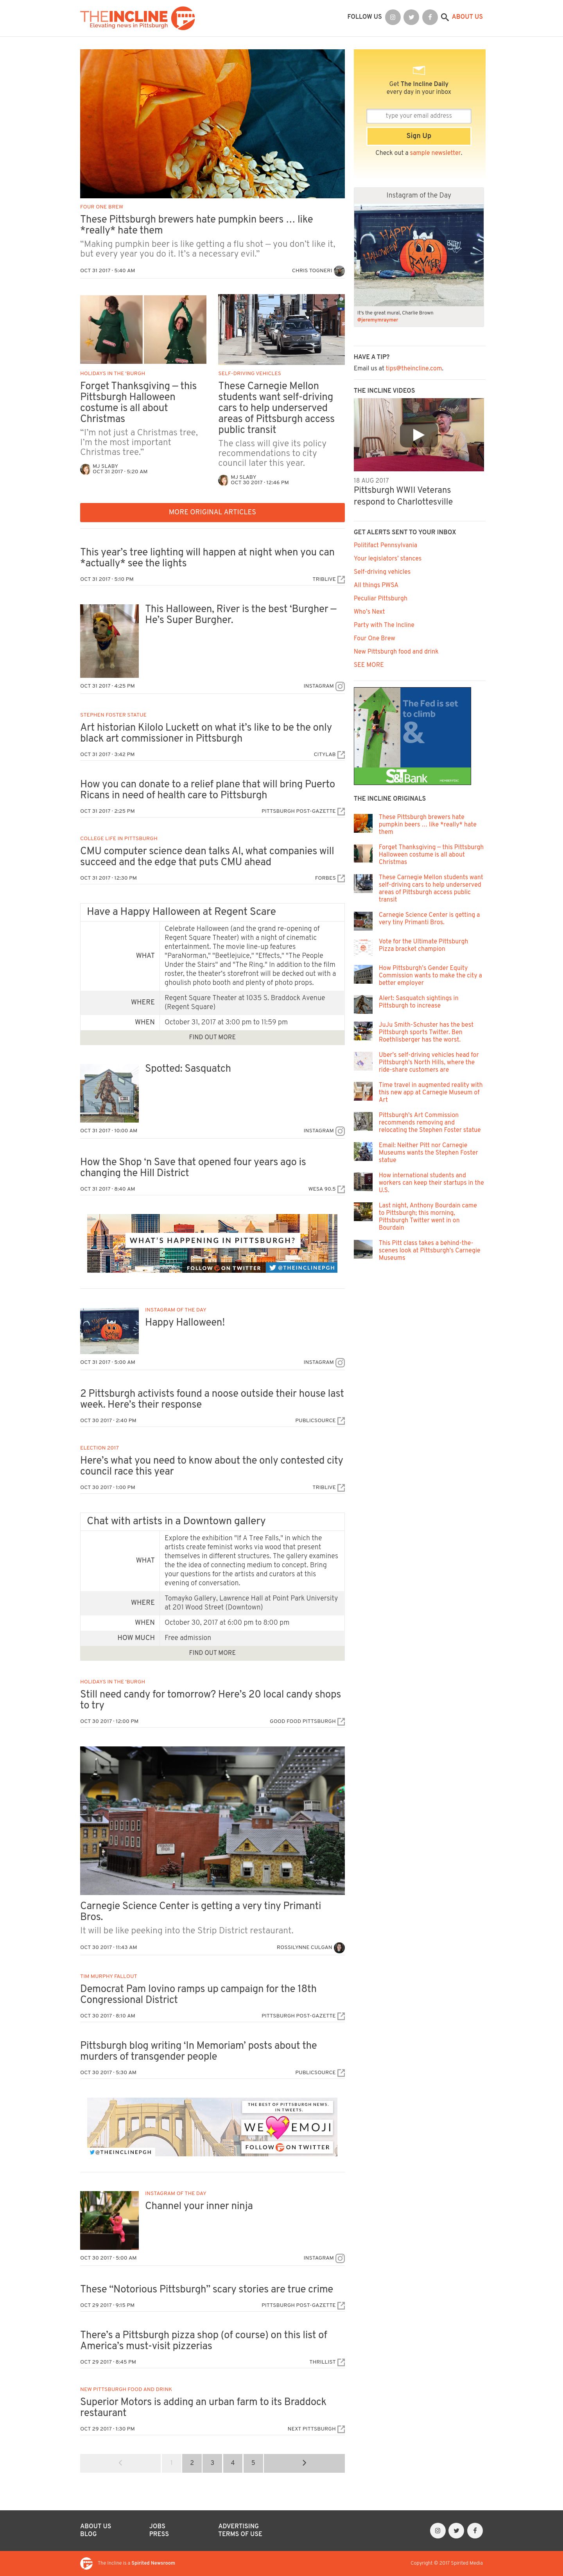 THE INCLINE
Elevating news in Pittsburgh
FOLLOW US
ABOUT US
FOUR ONE BREW
These Pittsburgh brewers hate pumpkin beers … like
*really* hate them
“Making pumpkin beer is like getting a flu shot — you don’t like it,
but every year you do it. It’s a necessary evil.”
OCT 31 2017 · 5:40 AM
CHRIS TOGNERI
HOLIDAYS IN THE 'BURGH
Forget Thanksgiving — this
Pittsburgh Halloween
costume is all about
Christmas
“I’m not just a Christmas tree,
I’m the most important
Christmas tree.”
MJ SLABY
OCT 31 2017 · 5:20 AM
SELF-DRIVING VEHICLES
These Carnegie Mellon
students want self-driving
cars to help underserved
areas of Pittsburgh access
public transit
The class will give its policy
recommendations to city
council later this year.
MJ SLABY
OCT 30 2017 · 12:46 PM
MORE ORIGINAL ARTICLES
This year’s tree lighting will happen at night when you can
*actually* see the lights
OCT 31 2017 · 5:10 PM
TRIBLIVE
This Halloween, River is the best ‘Burgher —
He’s Super Burgher.
OCT 31 2017 · 4:25 PM
INSTAGRAM
STEPHEN FOSTER STATUE
Art historian Kilolo Luckett on what it’s like to be the only
black art commissioner in Pittsburgh
OCT 31 2017 · 3:42 PM
CITYLAB
How you can donate to a relief plane that will bring Puerto
Ricans in need of health care to Pittsburgh
OCT 31 2017 · 2:25 PM
PITTSBURGH POST-GAZETTE
COLLEGE LIFE IN PITTSBURGH
CMU computer science dean talks AI, what companies will
succeed and the edge that puts CMU ahead
OCT 31 2017 · 12:30 PM
FORBES
Have a Happy Halloween at Regent Scare
WHAT
Celebrate Halloween (and the grand re-opening of
Regent Square Theater) with a night of cinematic
entertainment. The movie line-up features
"ParaNorman," "Beetlejuice," "Effects," "The People
Under the Stairs" and "The Ring." In addition to the film
roster, the theater's storefront will be decked out with a
ghoulish photo booth and plenty of photo props.
WHERE
Regent Square Theater at 1035 S. Braddock Avenue
(Regent Square)
WHEN
October 31, 2017 at 3:00 pm to 11:59 pm
FIND OUT MORE
Spotted: Sasquatch
OCT 31 2017 · 10:00 AM
INSTAGRAM
How the Shop ‘n Save that opened four years ago is
changing the Hill District
OCT 31 2017 · 8:40 AM
WESA 90.5
WHAT'S HAPPENING IN PITTSBURGH?
FOLLOW ON TWITTER @THEINCLINEPGH
INSTAGRAM OF THE DAY
Happy Halloween!
OCT 31 2017 · 5:00 AM
INSTAGRAM
2 Pittsburgh activists found a noose outside their house last
week. Here’s their response
OCT 30 2017 · 2:40 PM
PUBLICSOURCE
ELECTION 2017
Here’s what you need to know about the only contested city
council race this year
OCT 30 2017 · 1:00 PM
TRIBLIVE
Chat with artists in a Downtown gallery
WHAT
Explore the exhibition "If A Tree Falls," in which the
artists create feminist works via wood that present
themselves in different structures. The gallery examines
the the idea of connecting medium to concept. Bring
your questions for the artists and curators at this
evening of conversation.
WHERE
Tomayko Gallery, Lawrence Hall at Point Park University
at 201 Wood Street (Downtown)
WHEN
October 30, 2017 at 6:00 pm to 8:00 pm
HOW MUCH
Free admission
FIND OUT MORE
HOLIDAYS IN THE 'BURGH
Still need candy for tomorrow? Here’s 20 local candy shops
to try
OCT 30 2017 · 12:00 PM
GOOD FOOD PITTSBURGH
Carnegie Science Center is getting a very tiny Primanti
Bros.
It will be like peeking into the Strip District restaurant.
OCT 30 2017 · 11:43 AM
ROSSILYNNE CULGAN
TIM MURPHY FALLOUT
Democrat Pam Iovino ramps up campaign for the 18th
Congressional District
OCT 30 2017 · 8:10 AM
PITTSBURGH POST-GAZETTE
Pittsburgh blog writing ‘In Memoriam’ posts about the
murders of transgender people
OCT 30 2017 · 5:30 AM
PUBLICSOURCE
THE BEST OF PITTSBURGH NEWS.
IN TWEETS.
WE EMOJI
FOLLOW ON TWITTER
@THEINCLINEPGH
INSTAGRAM OF THE DAY
Channel your inner ninja
OCT 30 2017 · 5:00 AM
INSTAGRAM
These “Notorious Pittsburgh” scary stories are true crime
OCT 29 2017 · 9:15 PM
PITTSBURGH POST-GAZETTE
There’s a Pittsburgh pizza shop (of course) on this list of
America’s must-visit pizzerias
OCT 29 2017 · 8:45 PM
THRILLIST
NEW PITTSBURGH FOOD AND DRINK
Superior Motors is adding an urban farm to its Braddock
restaurant
OCT 29 2017 · 1:30 PM
NEXT PITTSBURGH
1 2 3 4 5
Get The Incline Daily
every day in your inbox
type your email address
Sign Up
Check out a sample newsletter.
Instagram of the Day
HAPPY
HALLOWEEN
It's the great mural, Charlie Brown
@jeremymraymer
HAVE A TIP?
Email us at tips@theincline.com.
THE INCLINE VIDEOS
18 AUG 2017
Pittsburgh WWII Veterans
respond to Charlottesville
GET ALERTS SENT TO YOUR INBOX
Politifact Pennsylvania
Your legislators' stances
Self-driving vehicles
All things PWSA
Peculiar Pittsburgh
Who's Next
Party with The Incline
Four One Brew
New Pittsburgh food and drink
SEE MORE
The Fed is set
to climb
&
S&T Bank
THE INCLINE ORIGINALS
These Pittsburgh brewers hate
pumpkin beers … like *really* hate
them
Forget Thanksgiving — this Pittsburgh
Halloween costume is all about
Christmas
These Carnegie Mellon students want
self-driving cars to help underserved
areas of Pittsburgh access public
transit
Carnegie Science Center is getting a
very tiny Primanti Bros.
Vote for the Ultimate Pittsburgh
Pizza bracket champion
How Pittsburgh's Gender Equity
Commission wants to make the city a
better employer
Alert: Sasquatch sightings in
Pittsburgh to increase
JuJu Smith-Schuster has the best
Pittsburgh sports Twitter. Ben
Roethlisberger has the worst.
Uber's self-driving vehicles head for
Pittsburgh's North Hills, where the
ride-share customers are
Time travel in augmented reality with
this new app at Carnegie Museum of
Art
Pittsburgh's Art Commission
recommends removing and
relocating the Stephen Foster statue
Email: Neither Pitt nor Carnegie
Museums wants the Stephen Foster
statue
How international students and
workers can keep their startups in the
U.S.
Last night, Anthony Bourdain came
to Pittsburgh; this morning,
Pittsburgh Twitter went in on
Bourdain
This Pitt class takes a behind-the-
scenes look at Pittsburgh's Carnegie
Museums
ABOUT US
BLOG
JOBS
PRESS
ADVERTISING
TERMS OF USE
The Incline is a Spirited Newsroom
Copyright © 2017 Spirited Media